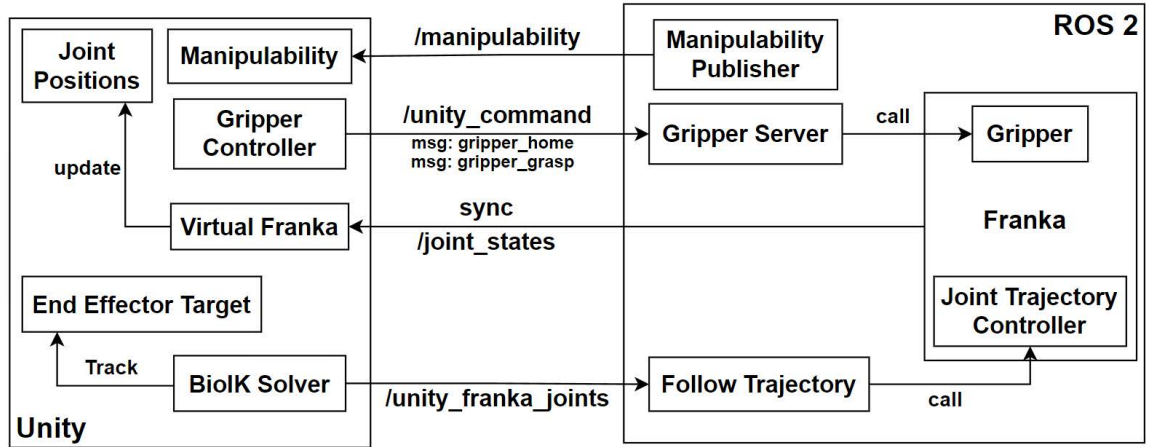 ROS 2
Joint
Positions
Manipulability
/manipulability
Manipulability
Publisher
Gripper
Controller
/unity_command
msg: gripper_home
msg: gripper_grasp
Gripper Server
call
Gripper
update
Virtual Franka
sync
/joint_states
Franka
End Effector Target
Joint Trajectory
Controller
Track
BioIK Solver
/unity_franka_joints
Follow Trajectory
call
Unity